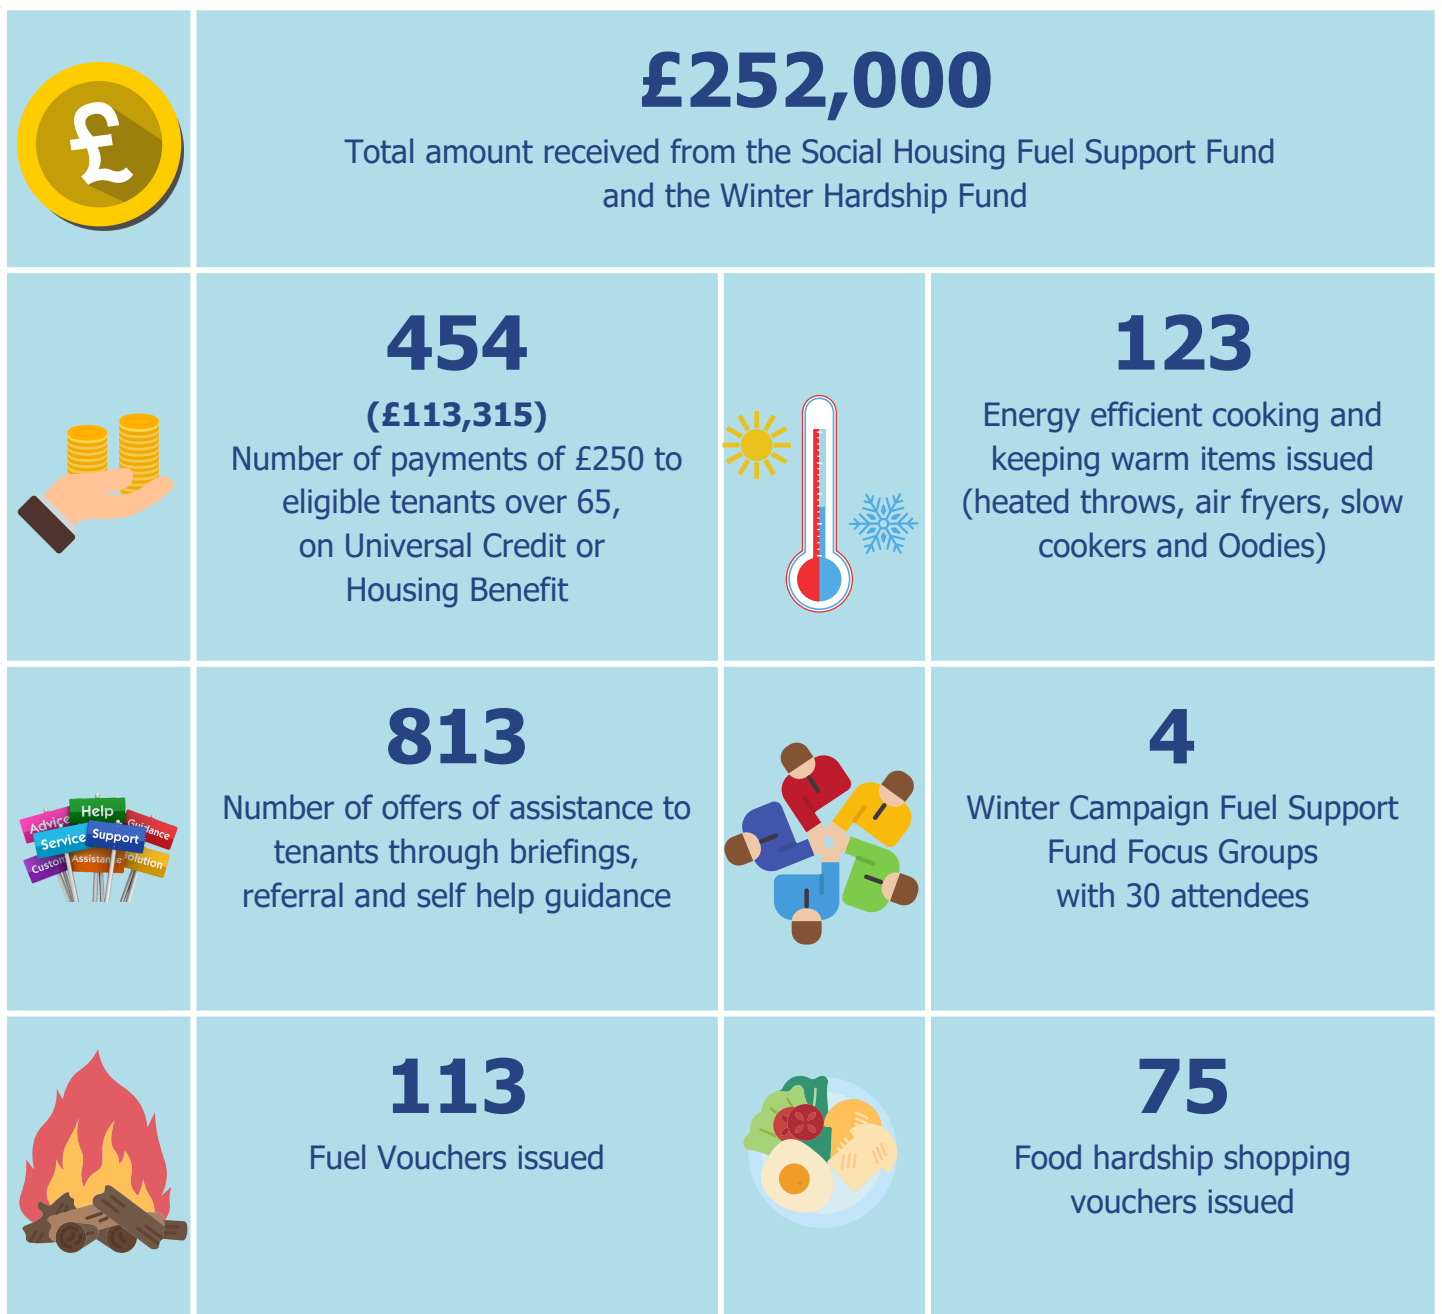 £
£252,000
Total amount received from the Social Housing Fuel Support Fund
and the Winter Hardship Fund
454
(£113,315)
Number of payments of £250 to
eligible tenants over 65,
on Universal Credit or
Housing Benefit
123
Energy efficient cooking and
keeping warm items issued
(heated throws, air fryers, slow
cookers and Oodies)
Help
Advice
Guidance
Service
Support
Custom
Assistance
olution
813
Number of offers of assistance to
tenants through briefings,
referral and self help guidance
4
Winter Campaign Fuel Support
Fund Focus Groups
with 30 attendees
113
Fuel Vouchers issued
75
Food hardship shopping
vouchers issued